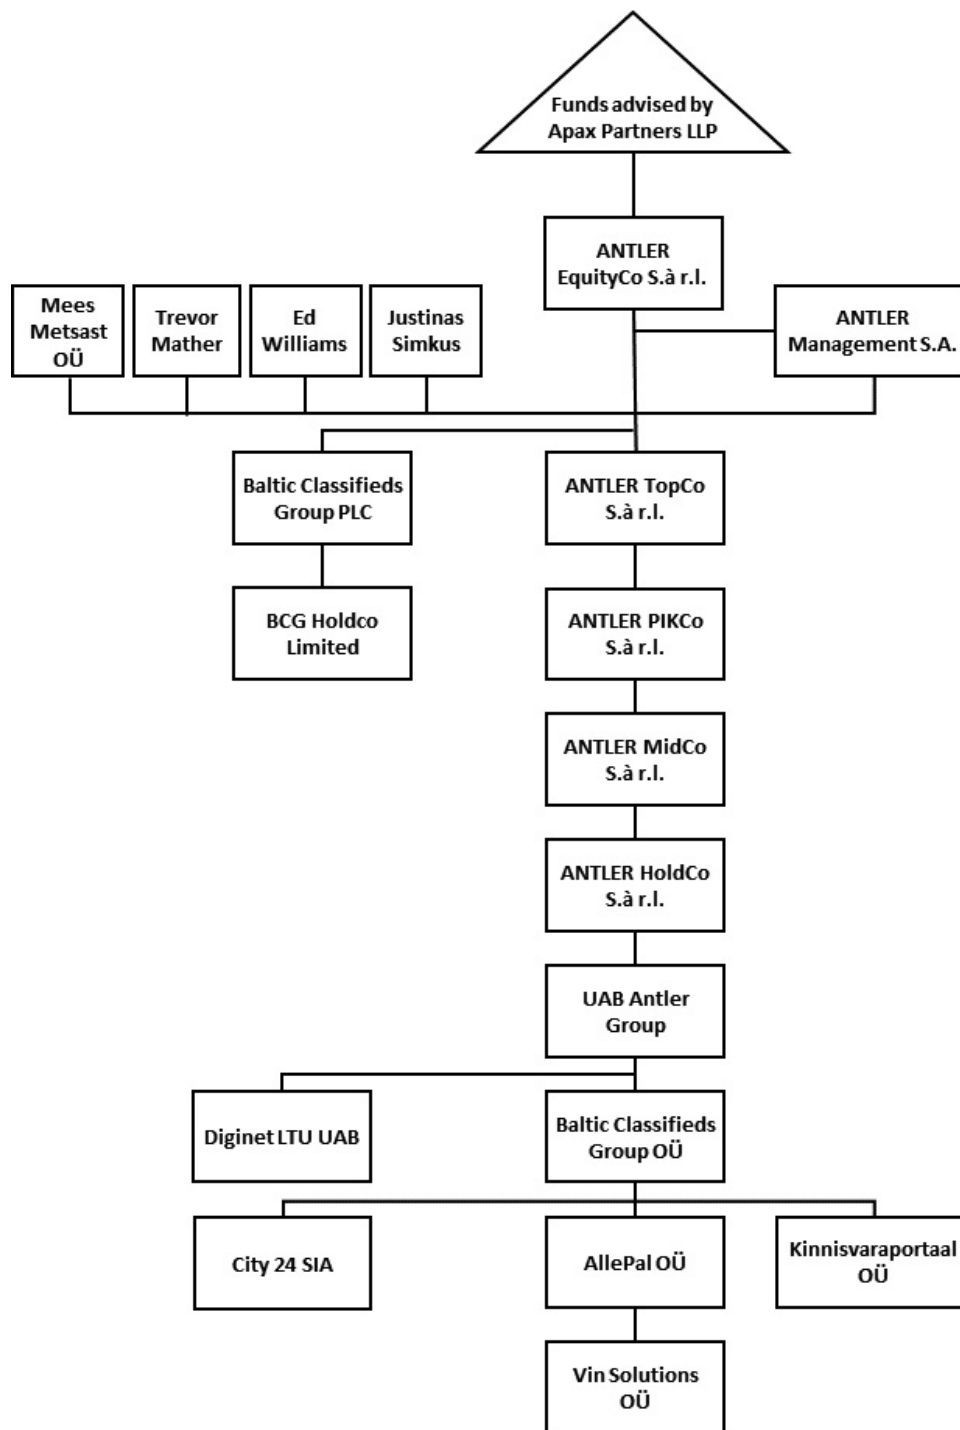 Funds advised by
Apax Partners LLP
ANTLER
EquityCo S.à r.l.
Mees
Metsast
OÜ
Trevor
Mather
Ed
Williams
Justinas
Simkus
ANTLER
Management S.A.
Baltic Classifieds
Group PLC
ANTLER TopCo
S.à r.l.
BCG Holdco
Limited
ANTLER PIKCo
S.à r.l.
ANTLER MidCo
S.à r.l.
ANTLER HoldCo
S.à r.l.
UAB Antler
Group
Diginet LTU UAB
Baltic Classifieds
Group OÜ
City 24 SIA
AllePal OÜ
Kinnisvaraportaal
OÜ
Vin Solutions
OÜ